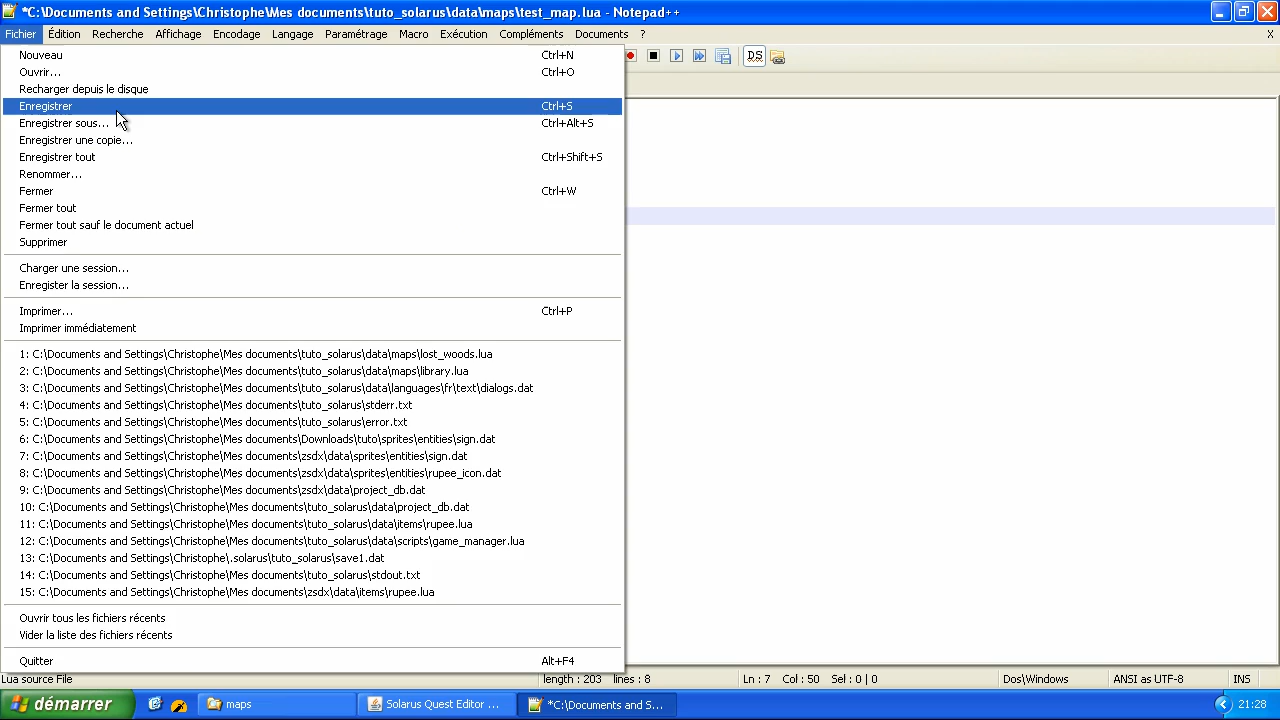 *C:\Documents and Settings\Christophe\Mes documents\tuto_solarus\data\maps\test_map.lua - Notepad++
Fichier Édition Recherche Affichage Encodage Langage Paramétrage Macro Exécution Compléments Documents ? X
Nouveau Ctrl+N
Ouvrir... Ctrl+O
Recharger depuis le disque
Enregistrer Ctrl+S
Enregistrer sous... Ctrl+Alt+S
Enregistrer une copie...
Enregistrer tout Ctrl+Shift+S
Renommer...
Fermer Ctrl+W
Fermer tout
Fermer tout sauf le document actuel
Supprimer
Charger une session...
Enregister la session...
Imprimer... Ctrl+P
Imprimer immédiatement
1: C:\Documents and Settings\Christophe\Mes documents\tuto_solarus\data\maps\lost_woods.lua
2: C:\Documents and Settings\Christophe\Mes documents\tuto_solarus\data\maps\library.lua
3: C:\Documents and Settings\Christophe\Mes documents\tuto_solarus\data\languages\fr\text\dialogs.dat
4: C:\Documents and Settings\Christophe\Mes documents\tuto_solarus\stderr.txt
5: C:\Documents and Settings\Christophe\Mes documents\tuto_solarus\error.txt
6: C:\Documents and Settings\Christophe\Mes documents\Downloads\tuto\sprites\entities\sign.dat
7: C:\Documents and Settings\Christophe\Mes documents\zsdx\data\sprites\entities\sign.dat
8: C:\Documents and Settings\Christophe\Mes documents\zsdx\data\sprites\entities\rupee_icon.dat
9: C:\Documents and Settings\Christophe\Mes documents\zsdx\data\project_db.dat
10: C:\Documents and Settings\Christophe\Mes documents\tuto_solarus\data\project_db.dat
11: C:\Documents and Settings\Christophe\Mes documents\tuto_solarus\data\items\rupee.lua
12: C:\Documents and Settings\Christophe\Mes documents\tuto_solarus\data\scripts\game_manager.lua
13: C:\Documents and Settings\Christophe\.solarus\tuto_solarus\save1.dat
14: C:\Documents and Settings\Christophe\Mes documents\tuto_solarus\stdout.txt
15: C:\Documents and Settings\Christophe\Mes documents\zsdx\data\items\rupee.lua
Ouvrir tous les fichiers récents
Vider la liste des fichiers récents
Quitter Alt+F4
Lua source File length : 203 lines : 8 Ln : 7 Col : 50 Sel : 0 | 0 Dos\Windows ANSI as UTF-8 INS
démarrer maps Solarus Quest Editor ... *C:\Documents and S... 21:28